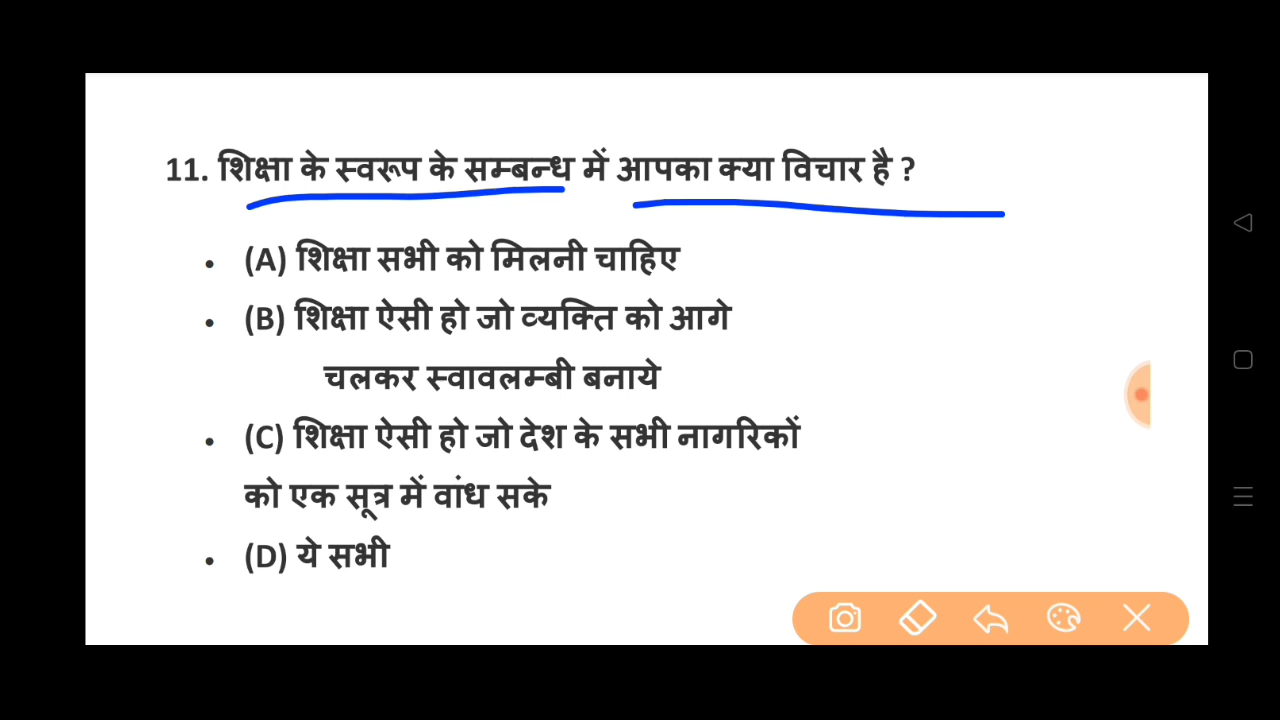 11. शिक्षा के स्वरूप के सम्बन्ध में आपका क्या विचार है ?
• (A) शिक्षा सभी को मिलनी चाहिए
• (B) शिक्षा ऐसी हो जो व्यक्ति को आगे
चलकर स्वावलम्बी बनाये
• (C) शिक्षा ऐसी हो जो देश के सभी नागरिकों
को एक सूत्र में वांध सके
• (D) ये सभी